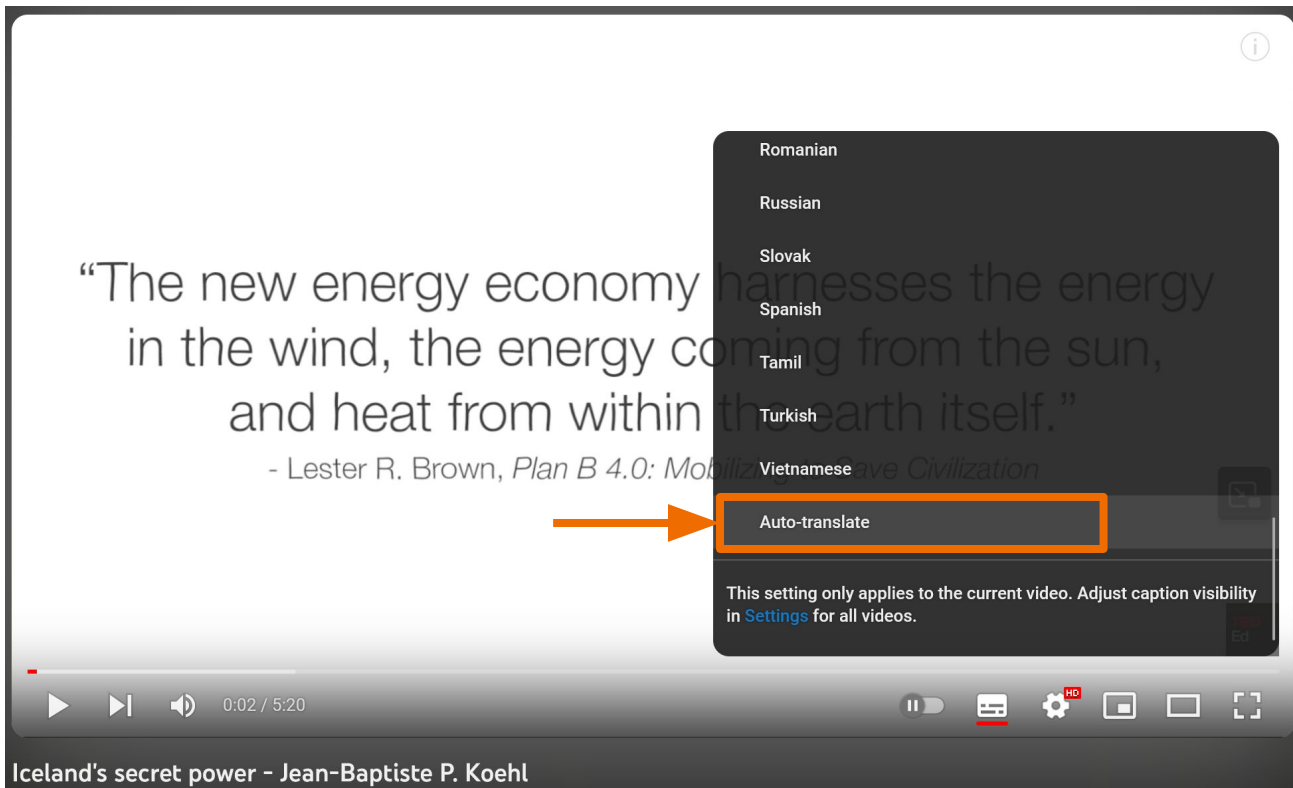 “The new energy economy harnesses the energy
in the wind, the energy coming from the sun,
and heat from within the earth itself.”
- Lester R. Brown, Plan B 4.0: Mobilizing to Save Civilization
Romanian
Russian
Slovak
Spanish
Tamil
Turkish
Vietnamese
Auto-translate
This setting only applies to the current video. Adjust caption visibility
in Settings for all videos.
Ed
0:02 / 5:20
HD
Iceland's secret power - Jean-Baptiste P. Koehl